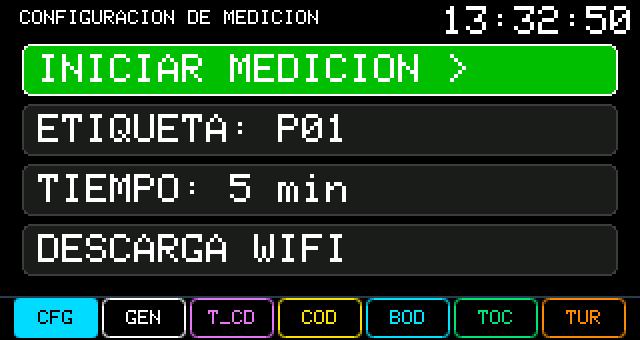 CONFIGURACION DE MEDICION 13:32:50
INICIAR MEDICION >
ETIQUETA: P01
TIEMPO: 5 min
DESCARGA WIFI
CFG GEN T_CD COD BOD TOC TUR